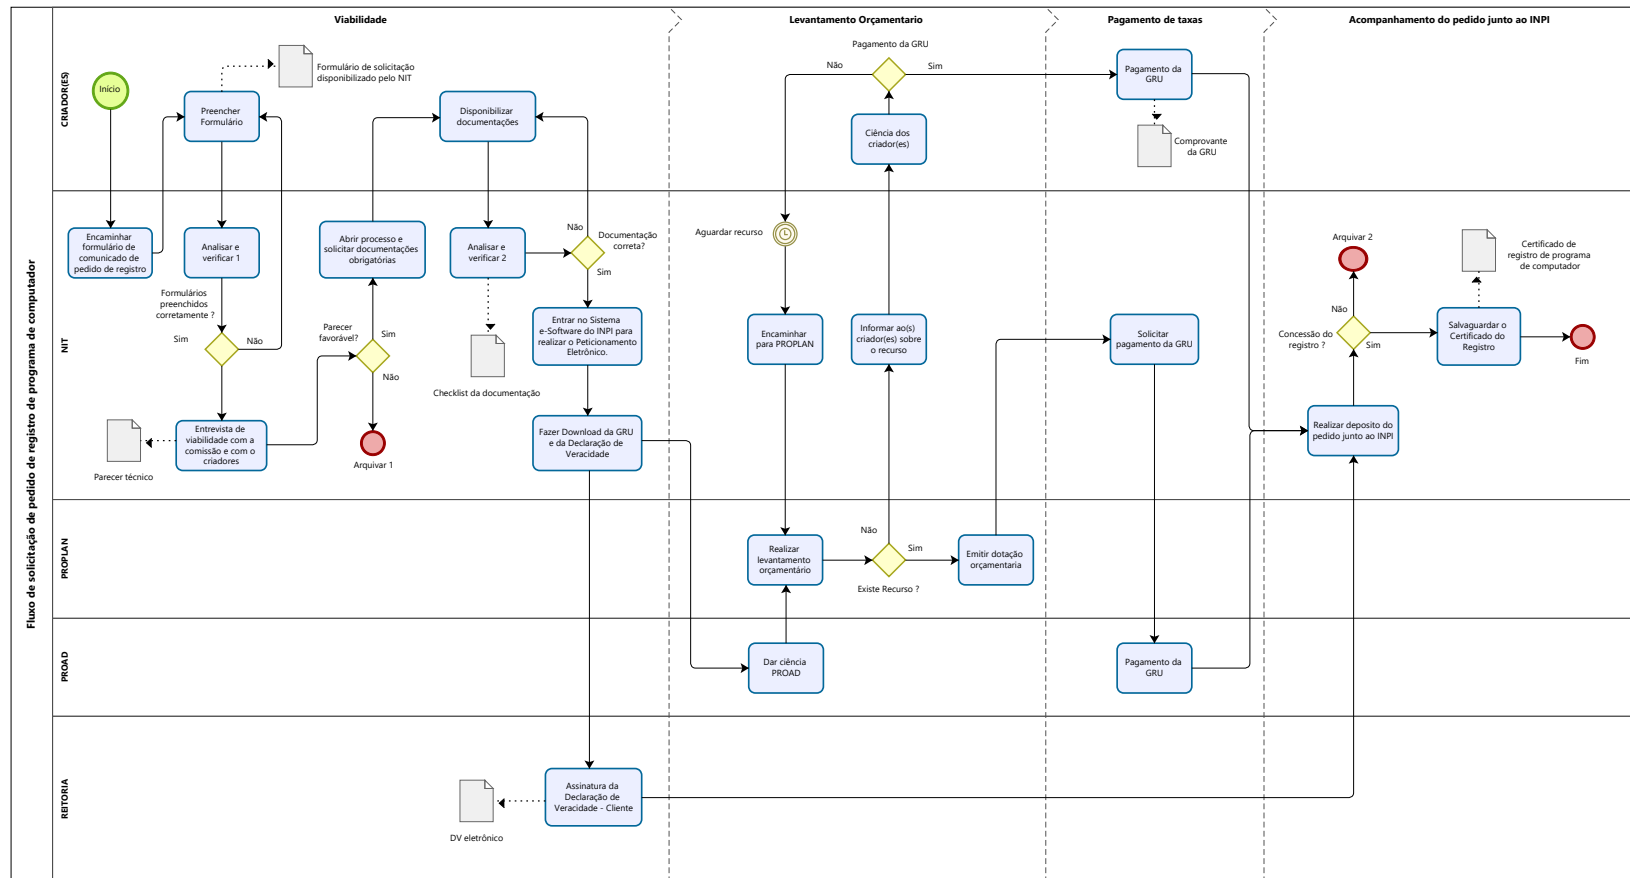 Fluxo de solicitação de pedido de registro de programa de computador
Viabilidade
Levantamento Orçamentario
Pagamento de taxas
Acompanhamento do pedido junto ao INPI
CRIADOR(ES)
Início
Preencher
Formulário
Formulário de solicitação
disponibilizado pelo NIT
Disponibilizar
documentações
Pagamento da GRU
Não
Sim
Ciência dos
criador(es)
Pagamento da
GRU
Comprovante
da GRU
NIT
Encaminhar
formulário de
comunicado de
pedido de registro
Analisar e
verificar 1
Formulários
preenchidos
corretamente ?
Sim
Não
Entrevista de
viabilidade com a
comissão e com o
criadores
Parecer técnico
Abrir processo e
solicitar documentações
obrigatórias
Parecer
favorável?
Sim
Não
Arquivar 1
Analisar e
verificar 2
Checklist da documentação
Não
Documentação
correta?
Sim
Entrar no Sistema
e-Software do INPI para
realizar o Peticionamento
Eletrônico.
Fazer Download da GRU
e da Declaração de
Veracidade
Aguardar recurso
Encaminhar
para PROPLAN
Informar ao(s)
criador(es) sobre
o recurso
Solicitar
pagamento da GRU
Arquivar 2
Não
Concessão do
registro ?
Sim
Certificado de
registro de programa
de computador
Salvaguardar o
Certificado do
Registro
Fim
Realizar deposito do
pedido junto ao INPI
PROPLAN
Realizar
levantamento
orçamentário
Não
Sim
Existe Recurso ?
Emitir dotação
orçamentaria
PROAD
Dar ciência
PROAD
Pagamento da
GRU
REITORIA
Assinatura da
Declaração de
Veracidade - Cliente
DV eletrônico